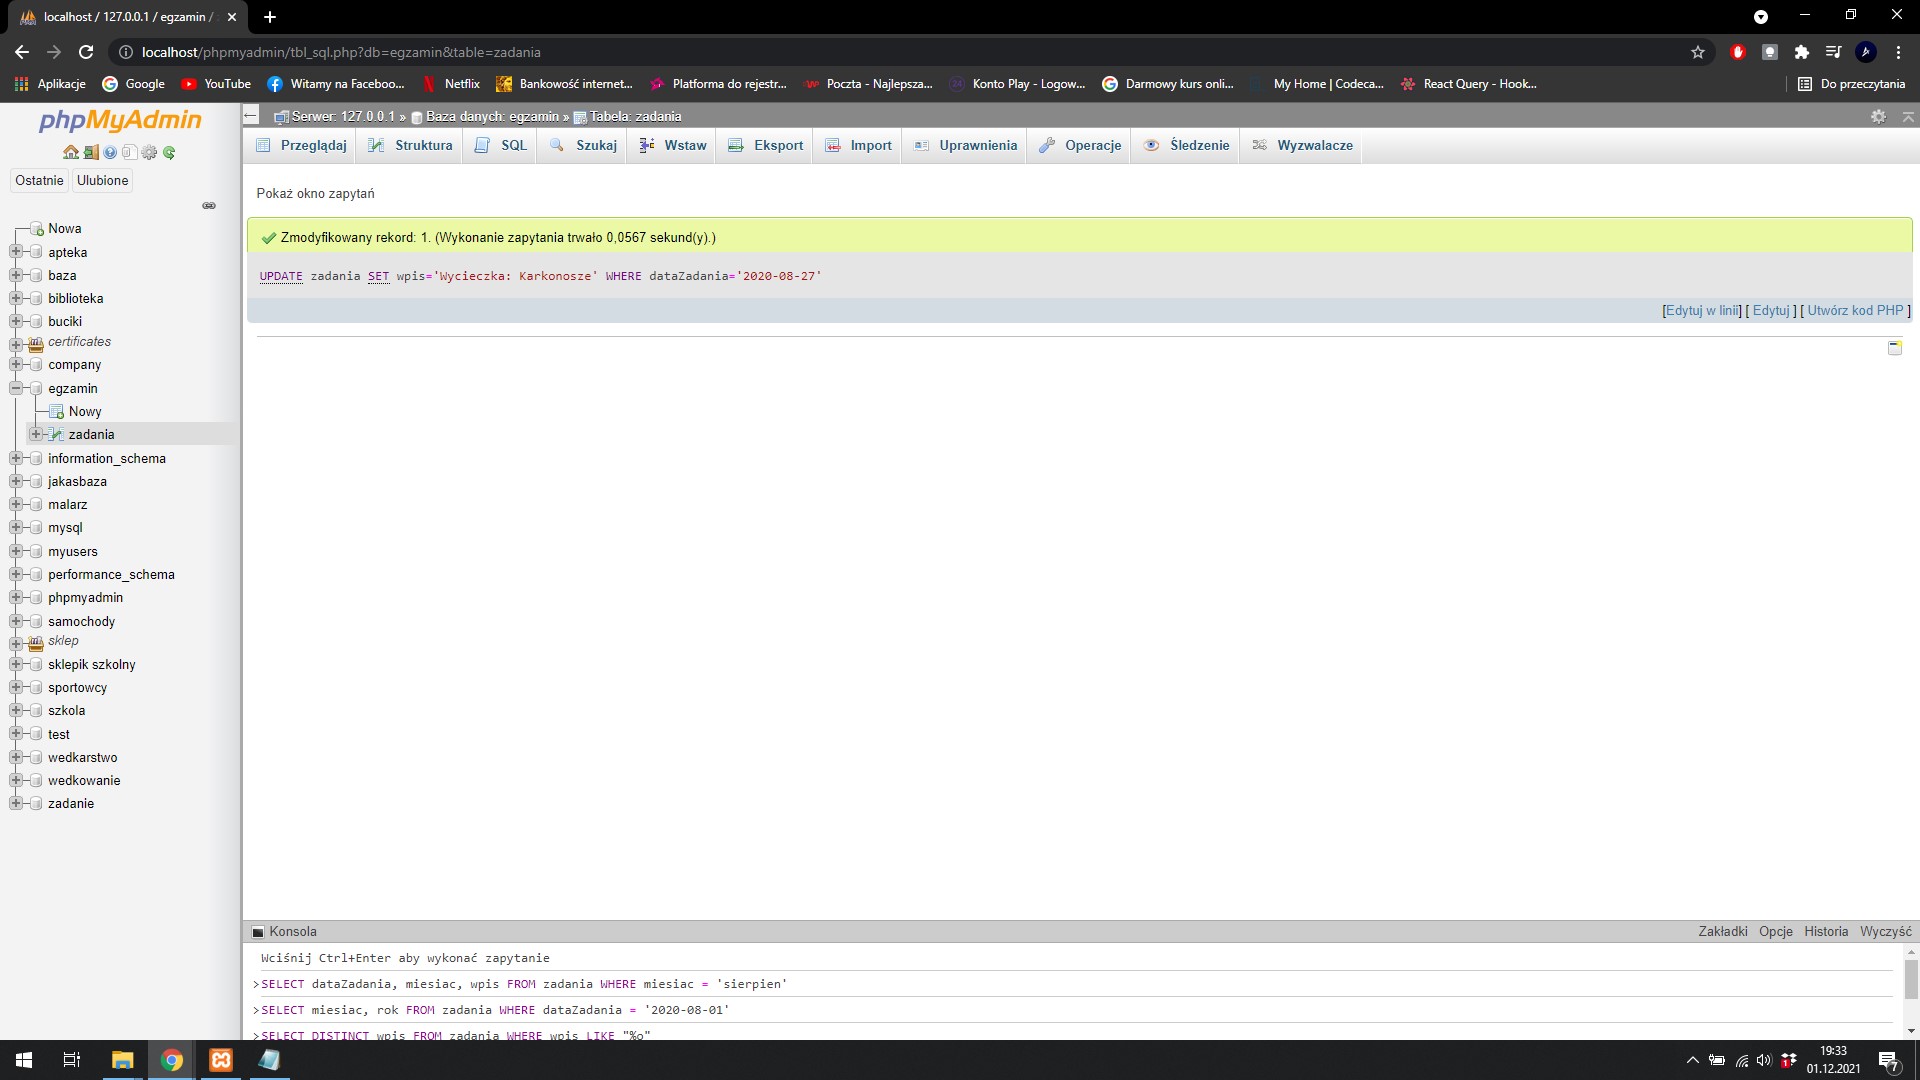 localhost / 127.0.0.1 / egzamin /
localhost/phpmyadmin/tbl_sql.php?db=egzamin&table=zadania
Aplikacje Google YouTube Witamy na Faceboo... Netflix Bankowość internet... Platforma do rejestr... Poczta - Najlepsza... 24 Konto Play - Logow... Darmowy kurs onli... My Home | Codeca... React Query - Hook... Do przeczytania
phpMyAdmin
Ostatnie Ulubione
Nowa
apteka
baza
biblioteka
buciki
certificates
company
egzamin
Nowy
zadania
information_schema
jakasbaza
malarz
mysql
myusers
performance_schema
phpmyadmin
samochody
sklep
sklepik szkolny
sportowcy
szkola
test
wedkarstwo
wedkowanie
zadanie
Serwer: 127.0.0.1 » Baza danych: egzamin » Tabela: zadania
Przeglądaj Struktura SQL Szukaj Wstaw Eksport Import Uprawnienia Operacje Śledzenie Wyzwalacze
Pokaż okno zapytań
Zmodyfikowany rekord: 1. (Wykonanie zapytania trwało 0,0567 sekund(y).)
UPDATE zadania SET wpis='Wycieczka: Karkonosze' WHERE dataZadania='2020-08-27'
[Edytuj w linii] [ Edytuj ] [ Utwórz kod PHP ]
Konsola Zakładki Opcje Historia Wyczyść
Wciśnij Ctrl+Enter aby wykonać zapytanie
>SELECT dataZadania, miesiac, wpis FROM zadania WHERE miesiac = 'sierpien'
>SELECT miesiac, rok FROM zadania WHERE dataZadania = '2020-08-01'
>SELECT DISTINCT wpis FROM zadania WHERE wpis LIKE "%o"
1
19:33
01.12.2021
7